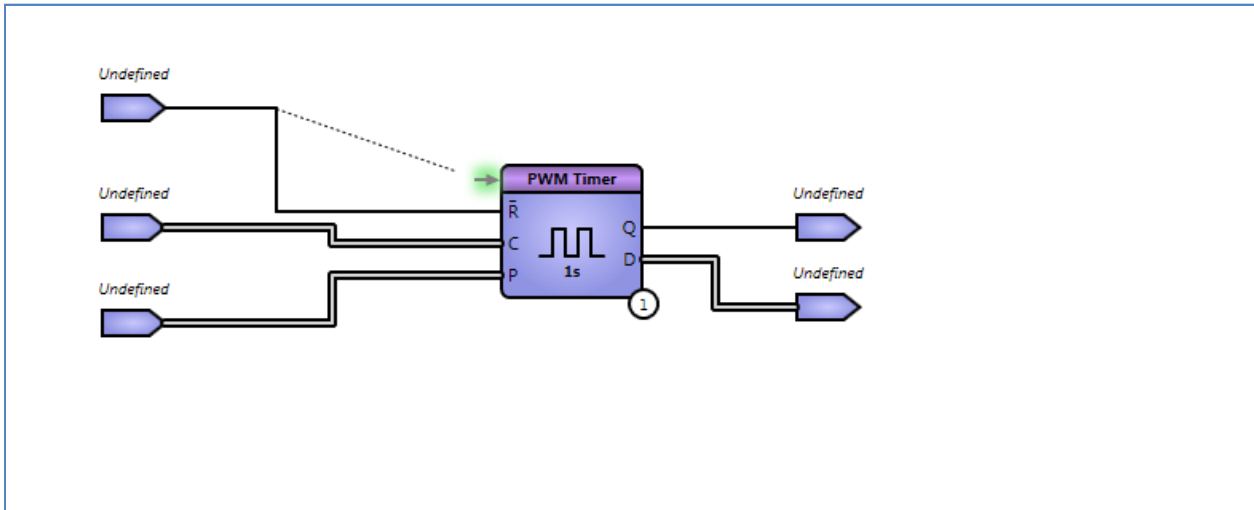 Undefined
Undefined
Undefined
PWM Timer
R̄
C
P
Q
D
1s
1
Undefined
Undefined